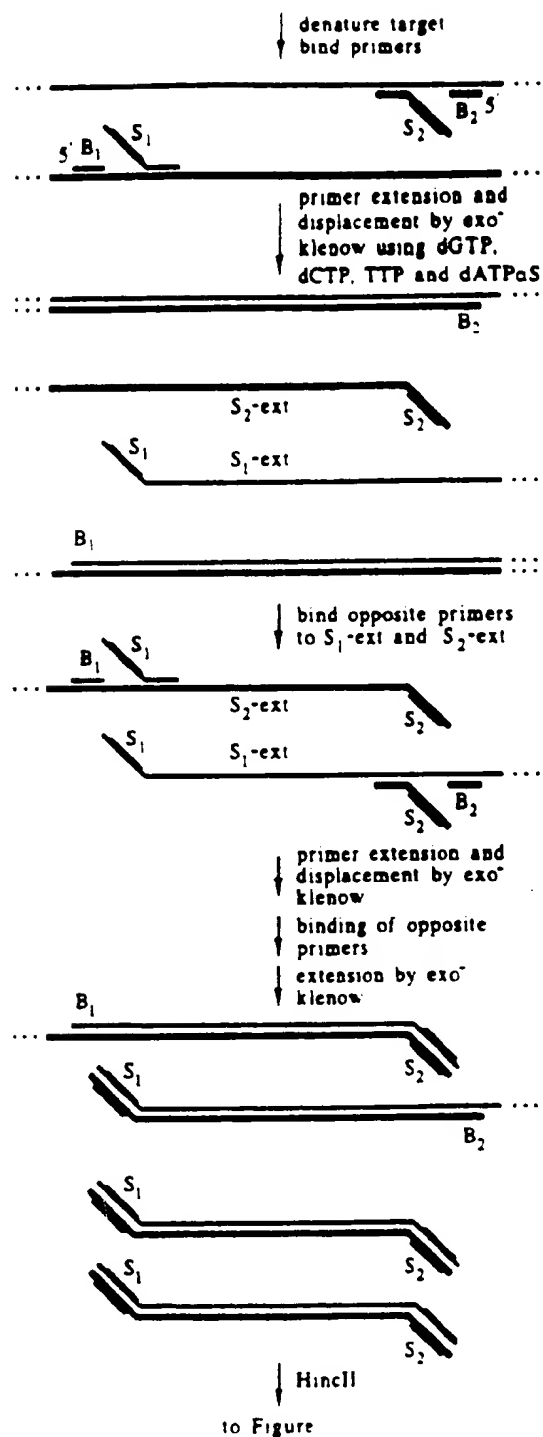 denature target
bind primers
B₂ 5'
S₂
5' B₁
S₁
primer extension and
displacement by exo⁻
klenow using dGTP,
dCTP, TTP and dATPαS
B₂
S₂-ext
S₂
S₁
S₁-ext
B₁
bind opposite primers
to S₁-ext and S₂-ext
B₁
S₁
S₂-ext
S₂
S₁
S₁-ext
S₂
B₂
primer extension and
displacement by exo⁻
klenow
binding of opposite
primers
extension by exo⁻
klenow
B₁
S₂
S₁
B₂
S₁
S₂
S₁
S₂
HincII
to Figure